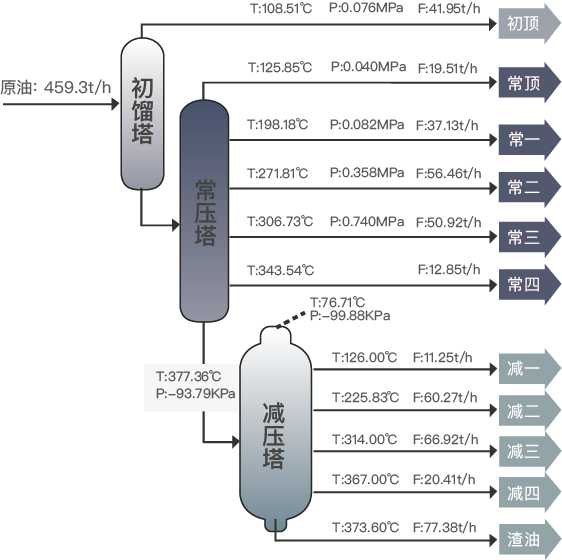 T:108.51℃ P:0.076MPa F:41.95t/h 初顶
原油: 459.3t/h
初馏塔
T:125.85℃ P:0.040MPa F:19.51t/h 常顶
T:198.18℃ P:0.082MPa F:37.13t/h 常一
T:271.81℃ P:0.358MPa F:56.46t/h 常二
常压塔
T:306.73℃ P:0.740MPa F:50.92t/h 常三
T:343.54℃ F:12.85t/h 常四
T:76.71℃
P:-99.88KPa
T:377.36℃
P:-93.79KPa
T:126.00℃ F:11.25t/h 减一
T:225.83℃ F:60.27t/h 减二
减压塔
T:314.00℃ F:66.92t/h 减三
T:367.00℃ F:20.41t/h 减四
T:373.60℃ F:77.38t/h 渣油